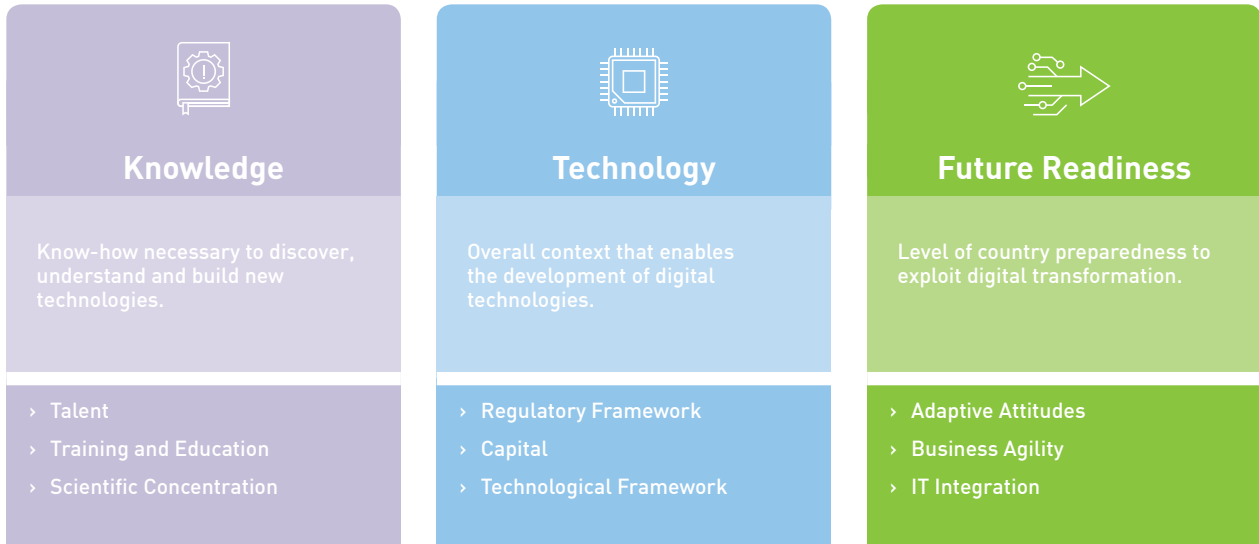 Knowledge
Know-how necessary to discover,
understand and build new
technologies.
› Talent
› Training and Education
› Scientific Concentration
Technology
Overall context that enables
the development of digital
technologies.
› Regulatory Framework
› Capital
› Technological Framework
Future Readiness
Level of country preparedness to
exploit digital transformation.
› Adaptive Attitudes
› Business Agility
› IT Integration